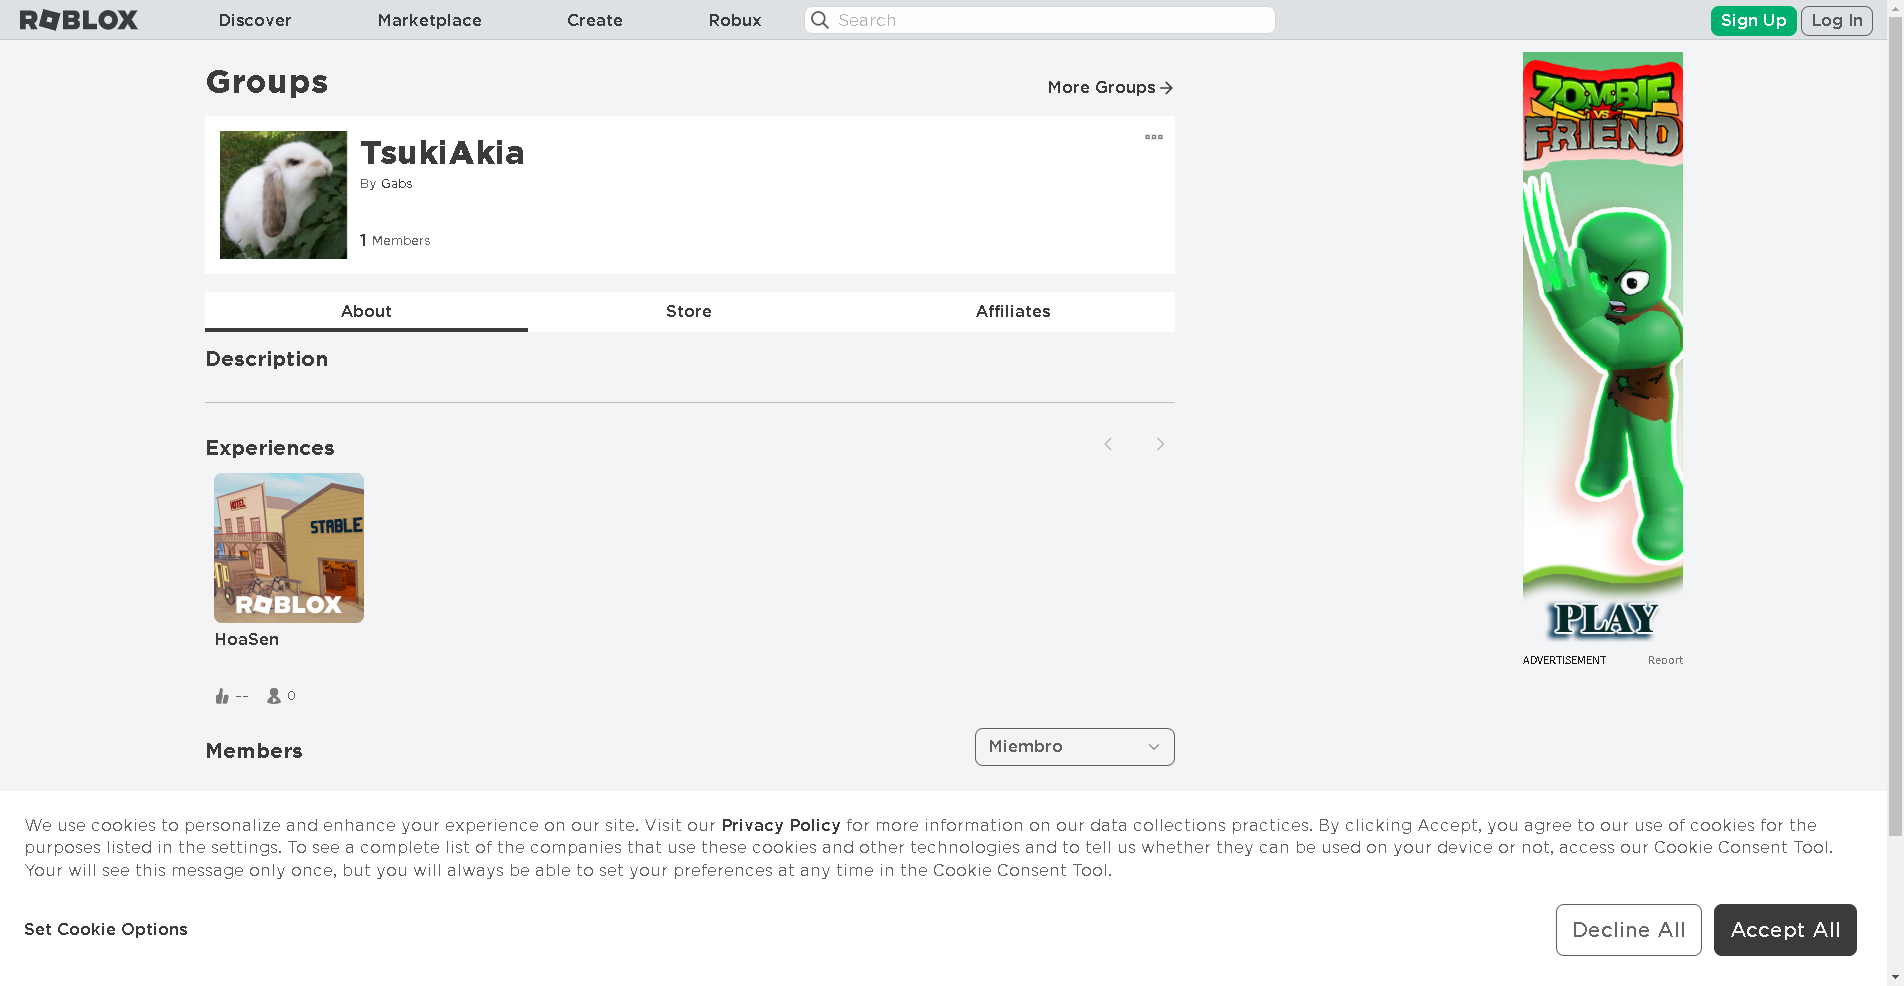 ROBLOX
Discover
Marketplace
Create
Robux
Search
Sign Up
Log In
Groups
More Groups
TsukiAkia
By Gabs
1 Members
About
Store
Affiliates
Description
Experiences
HOTEL
STABLE
ROBLOX
HoaSen
--
0
Members
Miembro
ZOMBIE
VS
FRIEND
PLAY
ADVERTISEMENT
Report
We use cookies to personalize and enhance your experience on our site. Visit our Privacy Policy for more information on our data collections practices. By clicking Accept, you agree to our use of cookies for the
purposes listed in the settings. To see a complete list of the companies that use these cookies and other technologies and to tell us whether they can be used on your device or not, access our Cookie Consent Tool.
Your will see this message only once, but you will always be able to set your preferences at any time in the Cookie Consent Tool.
Set Cookie Options
Decline All
Accept All